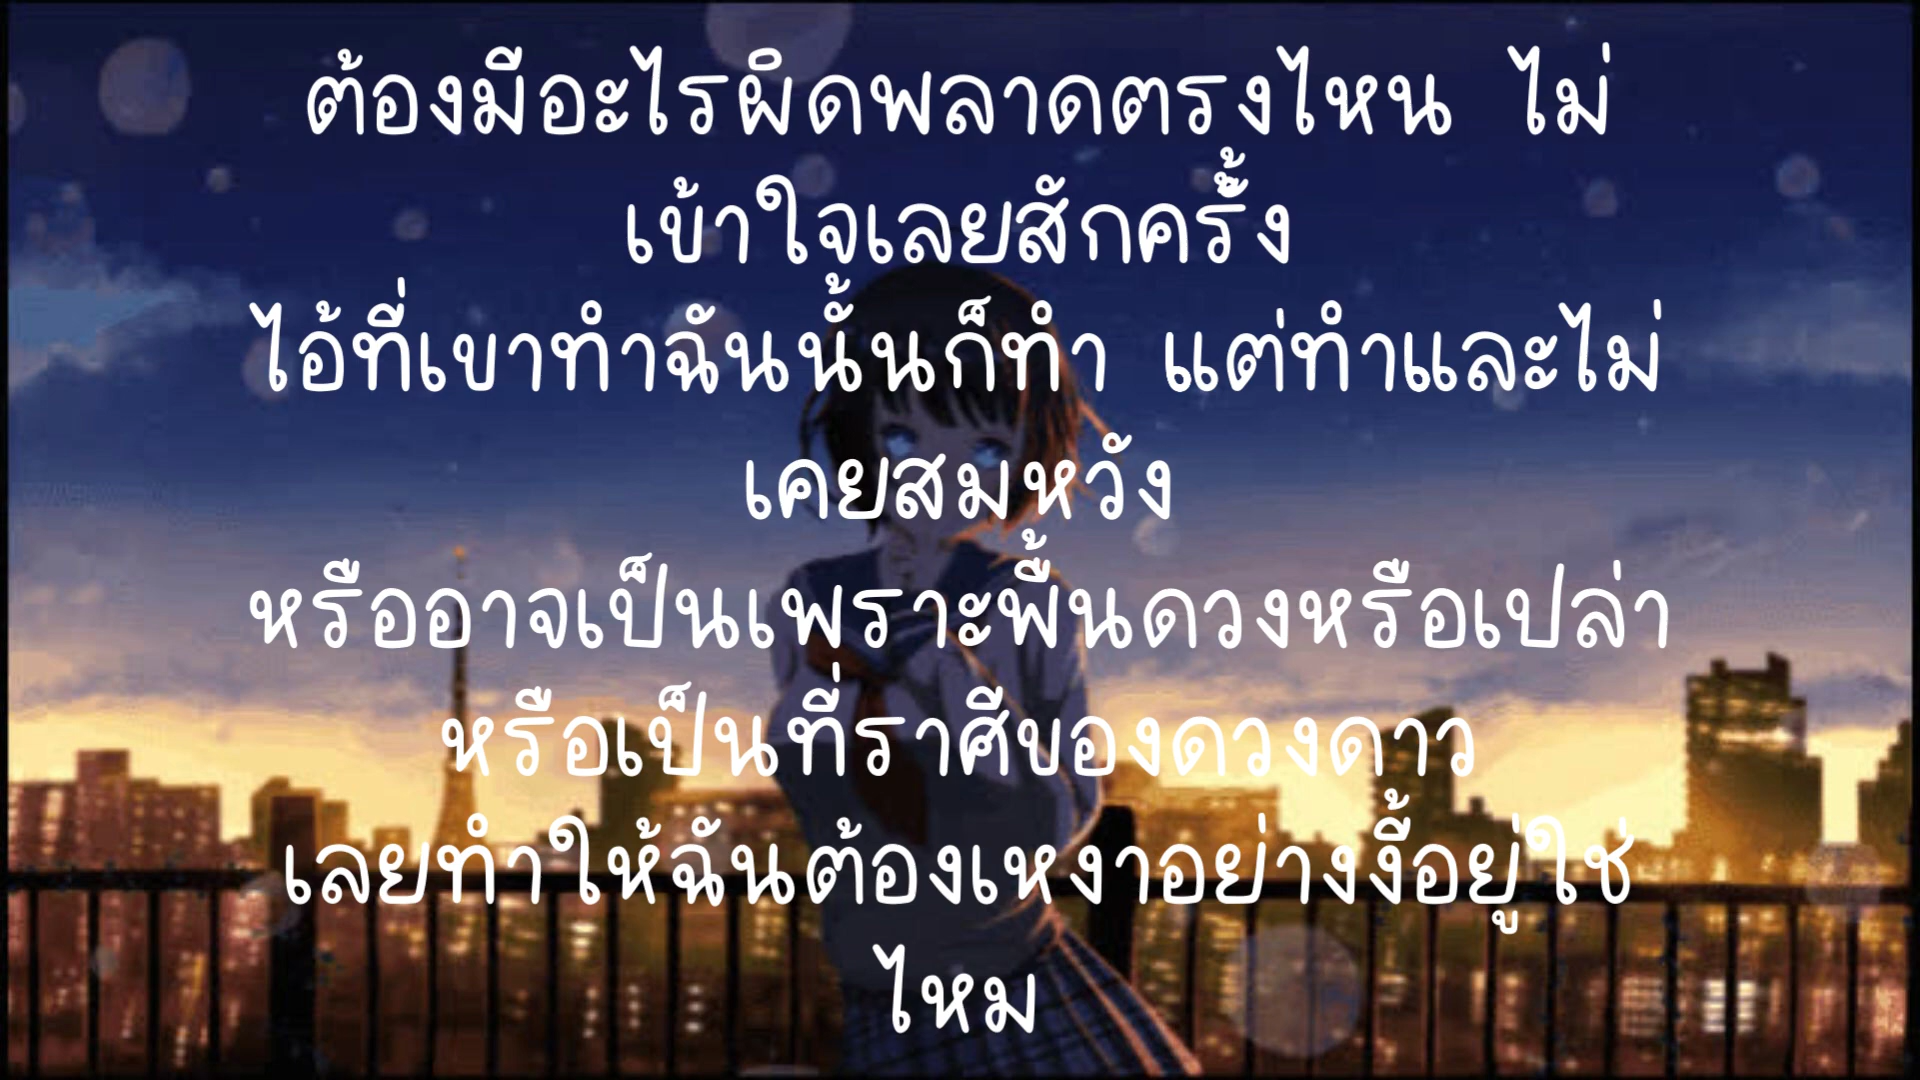 ต้องมีอะไรผิดพลาดตรงไหน ไม่
เข้าใจเลยสักครั้ง
ไอ้ที่เขาทำฉันนั้นก็ทำ แต่ทำและไม่
เคยสมหวัง
หรืออาจเป็นเพราะพื้นดวงหรือเปล่า
หรือเป็นที่ราศีของดวงดาว
เลยทำให้ฉันต้องเหงาอย่างงี้อยู่ใช่
ไหม